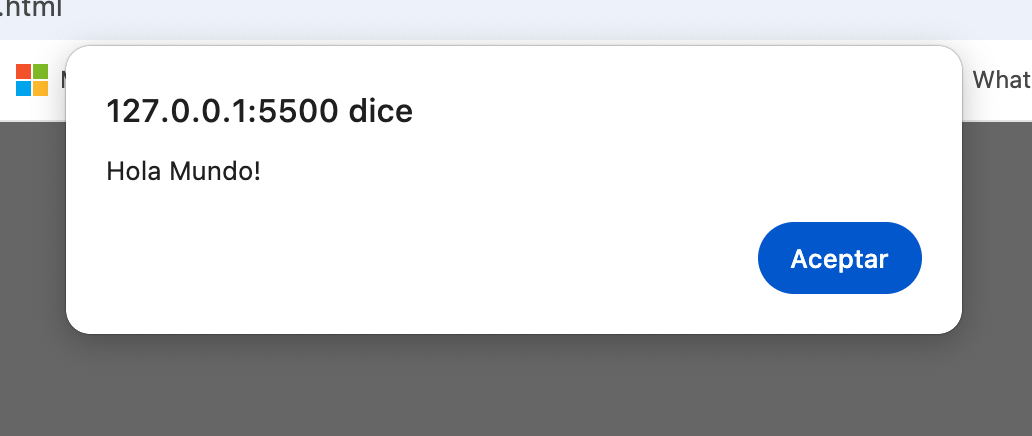 .html
What
127.0.0.1:5500 dice
Hola Mundo!
Aceptar